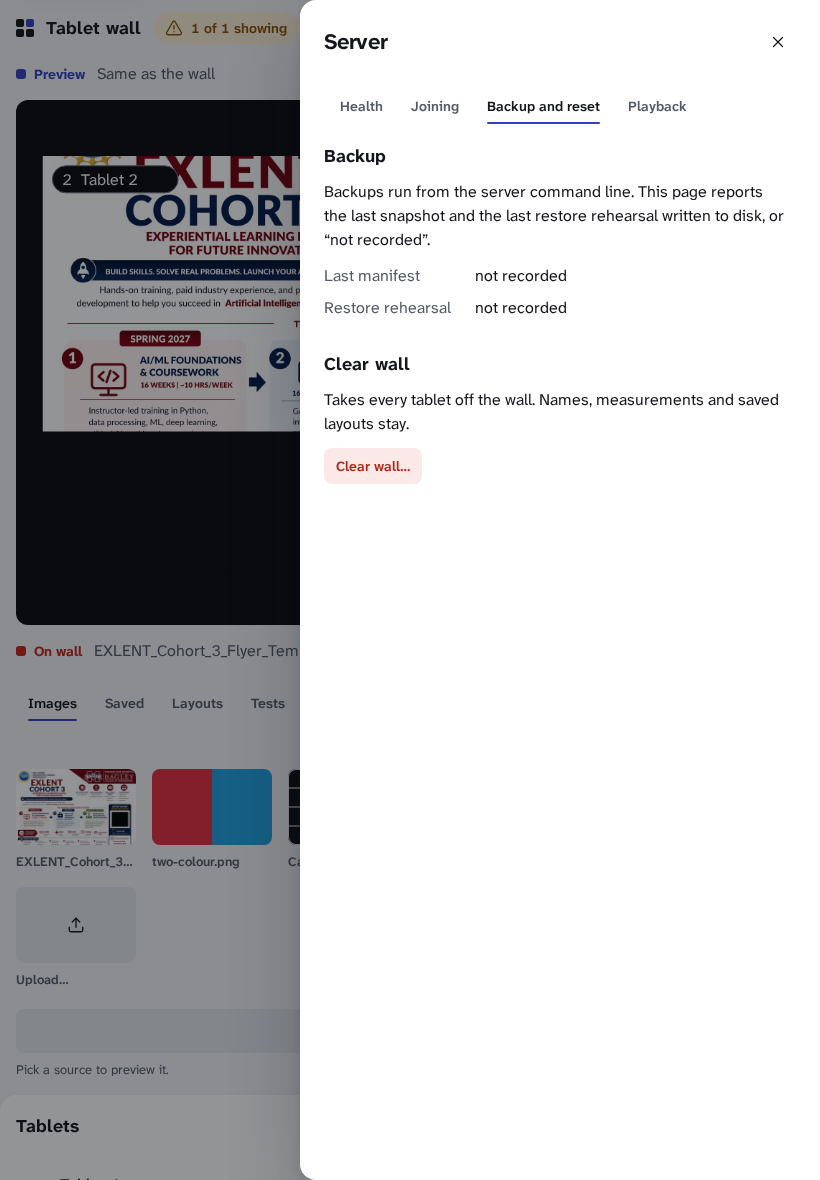 Tablet wall
1 of 1 showing
Preview Same as the wall
2 Tablet 2
COHORT
EXPERIENTIAL LEARNING
FOR FUTURE
BUILD SKILLS. SOLVE REAL PROBLEMS. LAUNCH YOUR
Hands-on training, paid industry experience, and
development to help you succeed in Artificial
SPRING 2027
1
AI/ML FOUNDATIONS
& COURSEWORK
16 WEEKS | ~10 HRS/WEEK
Instructor-led training in Python,
data processing, ML, deep learning,
2
On wall EXLENT_Cohort_3_Flyer_Tem
Images Saved Layouts Tests
EXLENT
COHORT 3
EXLENT_Cohort_3... two-colour.png
Upload...
Pick a source to preview it.
Tablets
Server
Health Joining Backup and reset Playback
Backup
Backups run from the server command line. This page reports
the last snapshot and the last restore rehearsal written to disk, or
“not recorded”.
Last manifest not recorded
Restore rehearsal not recorded
Clear wall
Takes every tablet off the wall. Names, measurements and saved
layouts stay.
Clear wall...